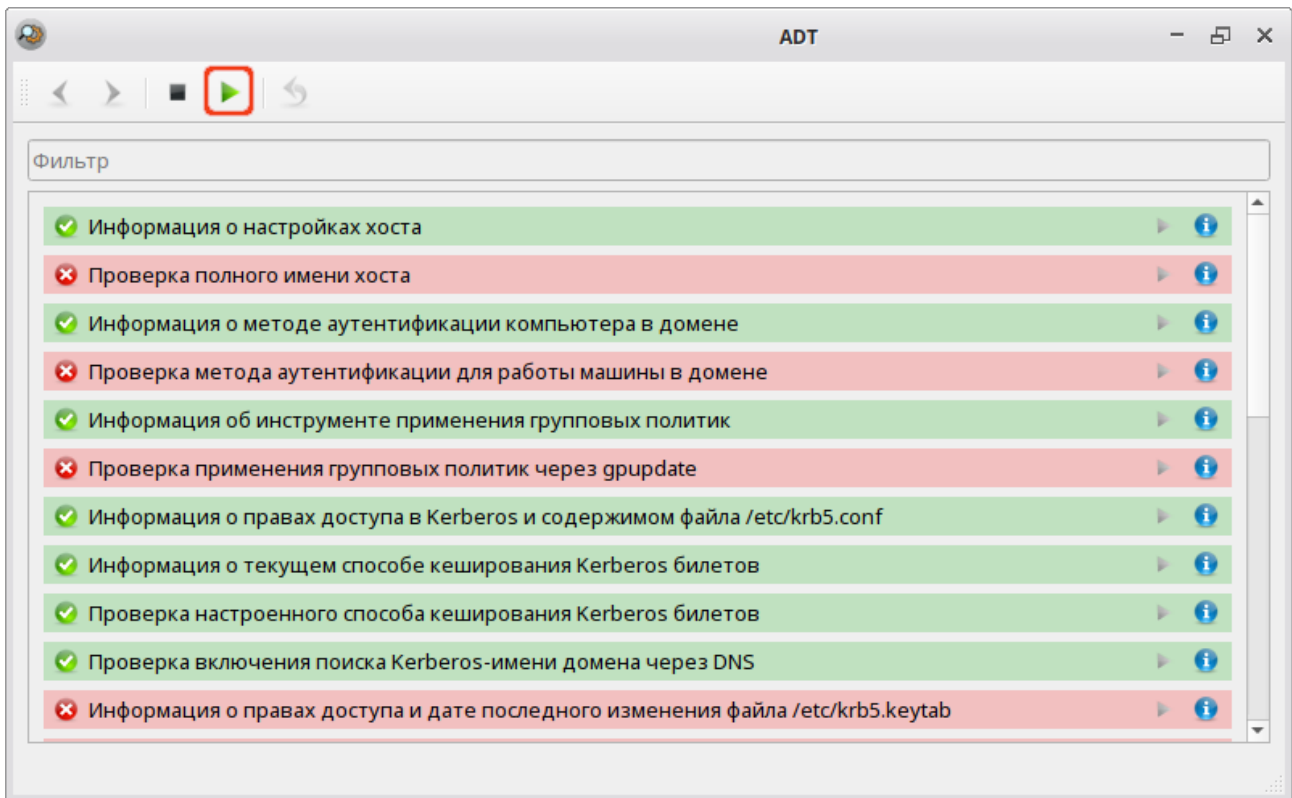 ADT
Фильтр
Информация о настройках хоста
Проверка полного имени хоста
Информация о методе аутентификации компьютера в домене
Проверка метода аутентификации для работы машины в домене
Информация об инструменте применения групповых политик
Проверка применения групповых политик через gpupdate
Информация о правах доступа в Kerberos и содержимом файла /etc/krb5.conf
Информация о текущем способе кеширования Kerberos билетов
Проверка настроенного способа кеширования Kerberos билетов
Проверка включения поиска Kerberos-имени домена через DNS
Информация о правах доступа и дате последнего изменения файла /etc/krb5.keytab